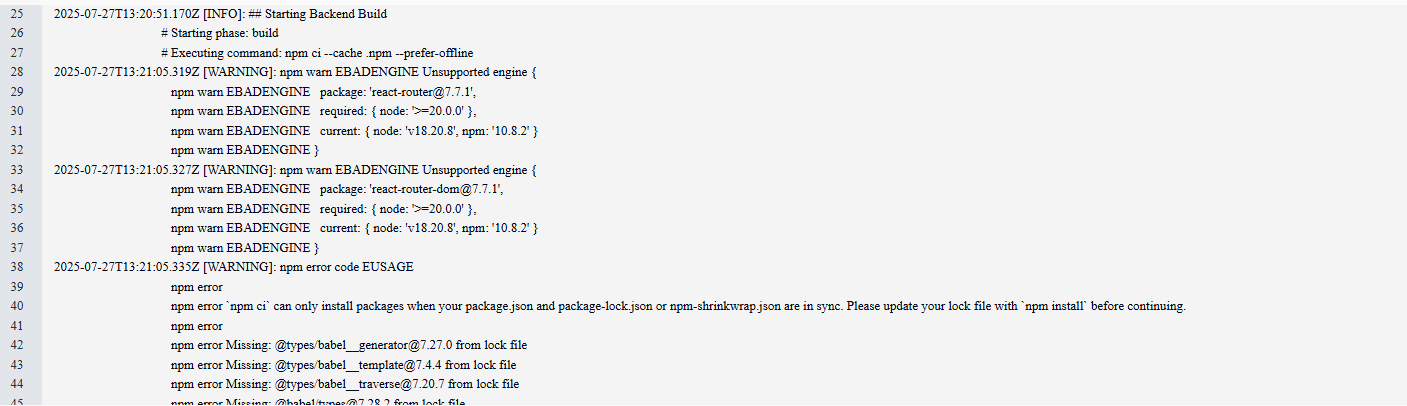 25 2025-07-27T13:20:51.170Z [INFO]: ## Starting Backend Build
26 # Starting phase: build
27 # Executing command: npm ci --cache .npm --prefer-offline
28 2025-07-27T13:21:05.319Z [WARNING]: npm warn EBADENGINE Unsupported engine {
29 npm warn EBADENGINE package: 'react-router@7.7.1',
30 npm warn EBADENGINE required: { node: '>=20.0.0' },
31 npm warn EBADENGINE current: { node: 'v18.20.8', npm: '10.8.2' }
32 npm warn EBADENGINE }
33 2025-07-27T13:21:05.327Z [WARNING]: npm warn EBADENGINE Unsupported engine {
34 npm warn EBADENGINE package: 'react-router-dom@7.7.1',
35 npm warn EBADENGINE required: { node: '>=20.0.0' },
36 npm warn EBADENGINE current: { node: 'v18.20.8', npm: '10.8.2' }
37 npm warn EBADENGINE }
38 2025-07-27T13:21:05.335Z [WARNING]: npm error code EUSAGE
39 npm error
40 npm error `npm ci` can only install packages when your package.json and package-lock.json or npm-shrinkwrap.json are in sync. Please update your lock file with `npm install` before continuing.
41 npm error
42 npm error Missing: @types/babel__generator@7.27.0 from lock file
43 npm error Missing: @types/babel__template@7.4.4 from lock file
44 npm error Missing: @types/babel__traverse@7.20.7 from lock file
45 npm error Missing: @babel/types@7.28.2 from lock file